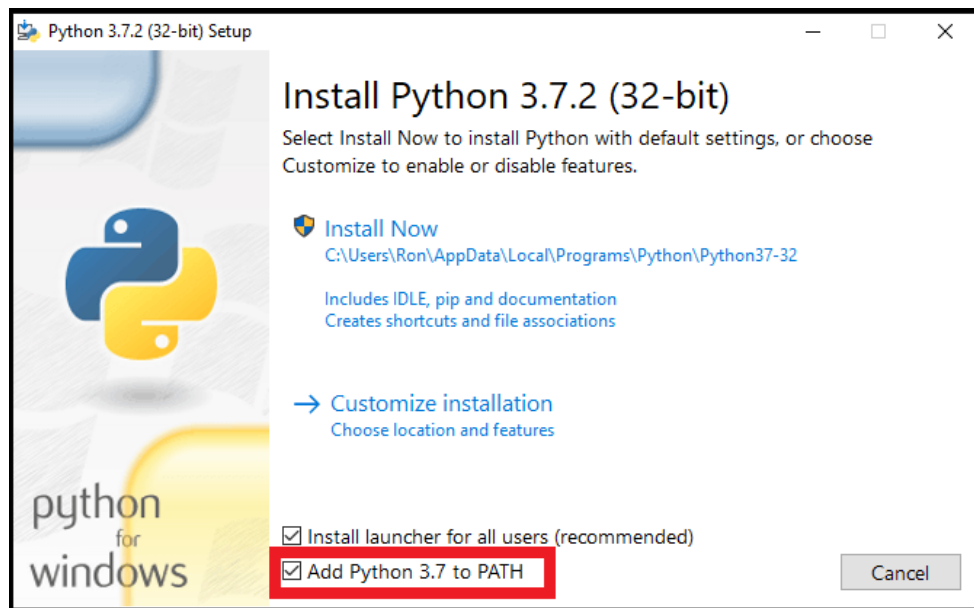 Python 3.7.2 (32-bit) Setup
Install Python 3.7.2 (32-bit)
Select Install Now to install Python with default settings, or choose
Customize to enable or disable features.
Install Now
C:\Users\Ron\AppData\Local\Programs\Python\Python37-32
Includes IDLE, pip and documentation
Creates shortcuts and file associations
Customize installation
Choose location and features
python
for
windows
Install launcher for all users (recommended)
Add Python 3.7 to PATH
Cancel